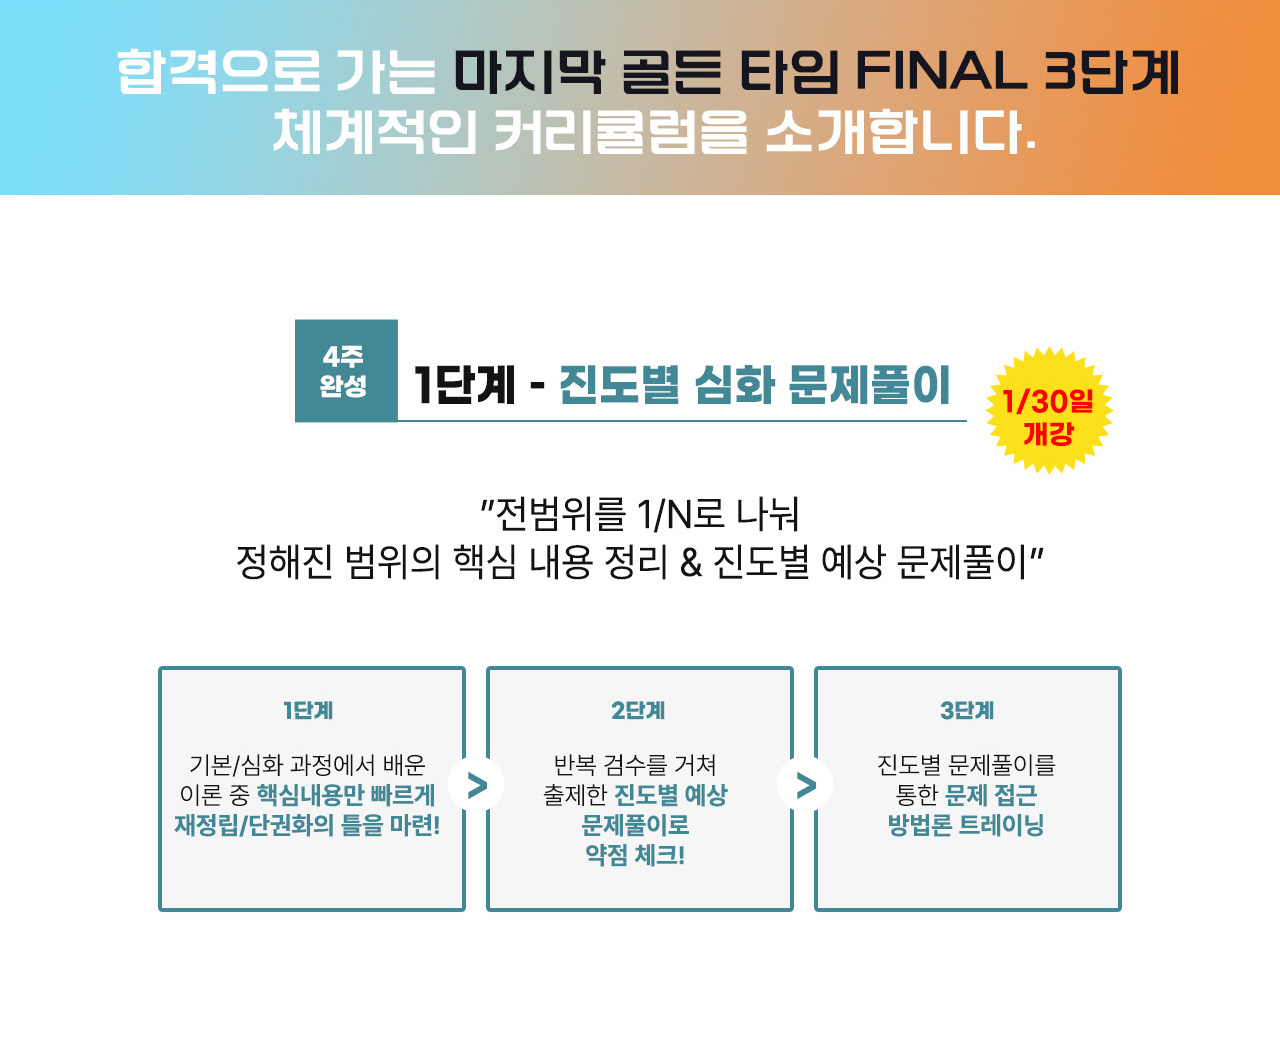 합격으로 가는 마지막 골든 타임 FINAL 3단계
체계적인 커리큘럼을 소개합니다.
4주
완성
1단계 - 진도별 심화 문제풀이
1/30일
개강
"전범위를 1/N로 나눠
정해진 범위의 핵심 내용 정리 & 진도별 예상 문제풀이"
1단계
기본/심화 과정에서 배운
이론 중 핵심내용만 빠르게
재정립/단권화의 틀을 마련!
>
2단계
반복 검수를 거쳐
출제한 진도별 예상
문제풀이로
약점 체크!
>
3단계
진도별 문제풀이를
통한 문제 접근
방법론 트레이닝